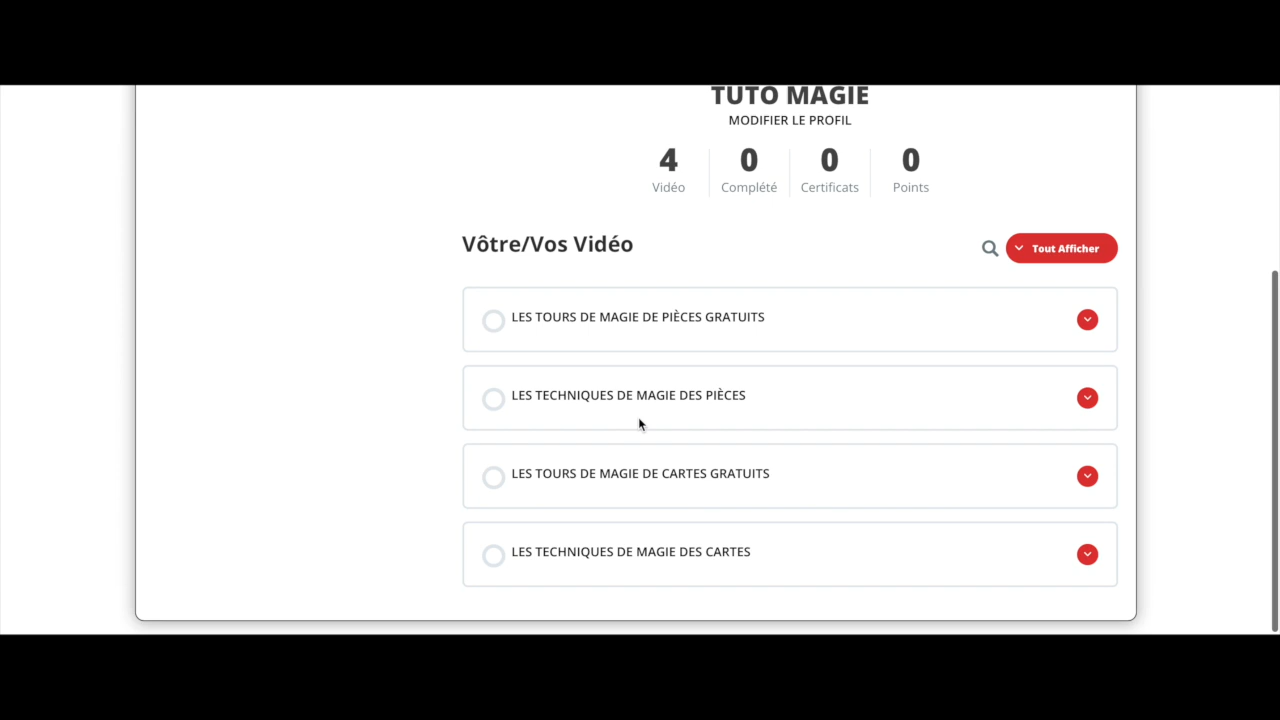 TUTO MAGIE
MODIFIER LE PROFIL
4 0 0 0
Vidéo Complété Certificats Points
Vôtre/Vos Vidéo
Tout Afficher
LES TOURS DE MAGIE DE PIÈCES GRATUITS
LES TECHNIQUES DE MAGIE DES PIÈCES
LES TOURS DE MAGIE DE CARTES GRATUITS
LES TECHNIQUES DE MAGIE DES CARTES